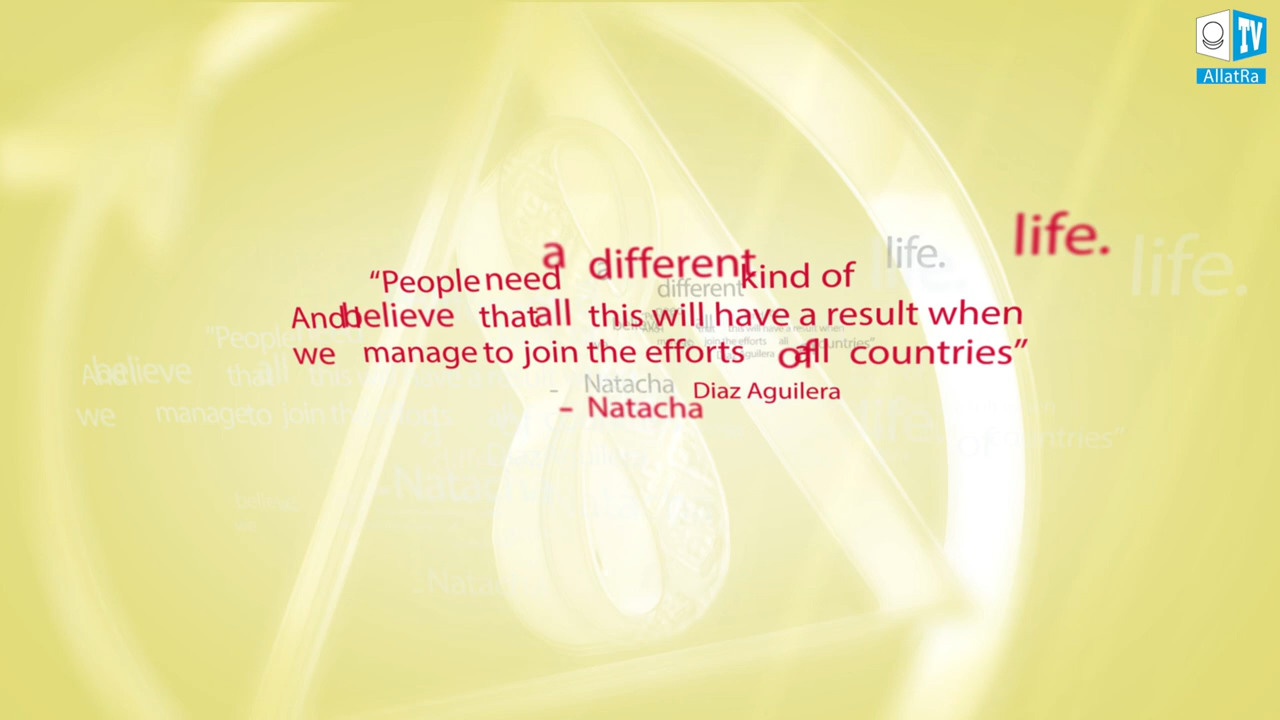 TV
AllatRa
“People need a different kind of life.
And believe that all this will have a result when
we manage to join the efforts of all countries”
- Natacha Diaz Aguilera